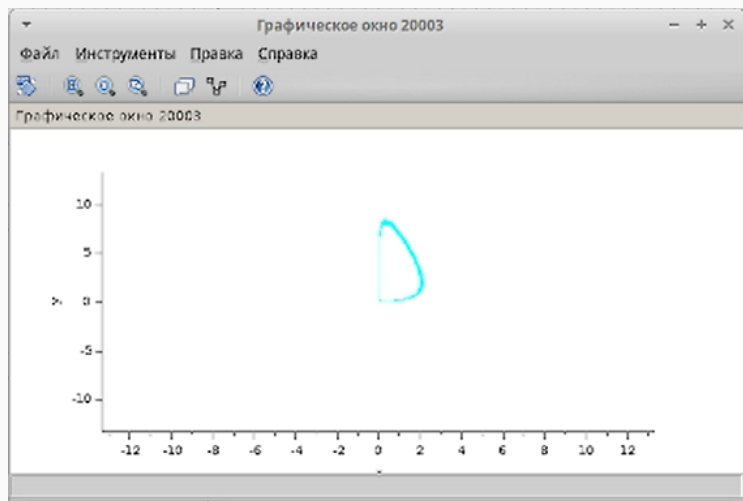 Графическое окно 20003
Файл Инструменты Правка Справка
Графическое окно 20003
10
5
y 0
-5
-10
-12 -10 -8 -6 -4 -2 0 2 4 6 8 10 12